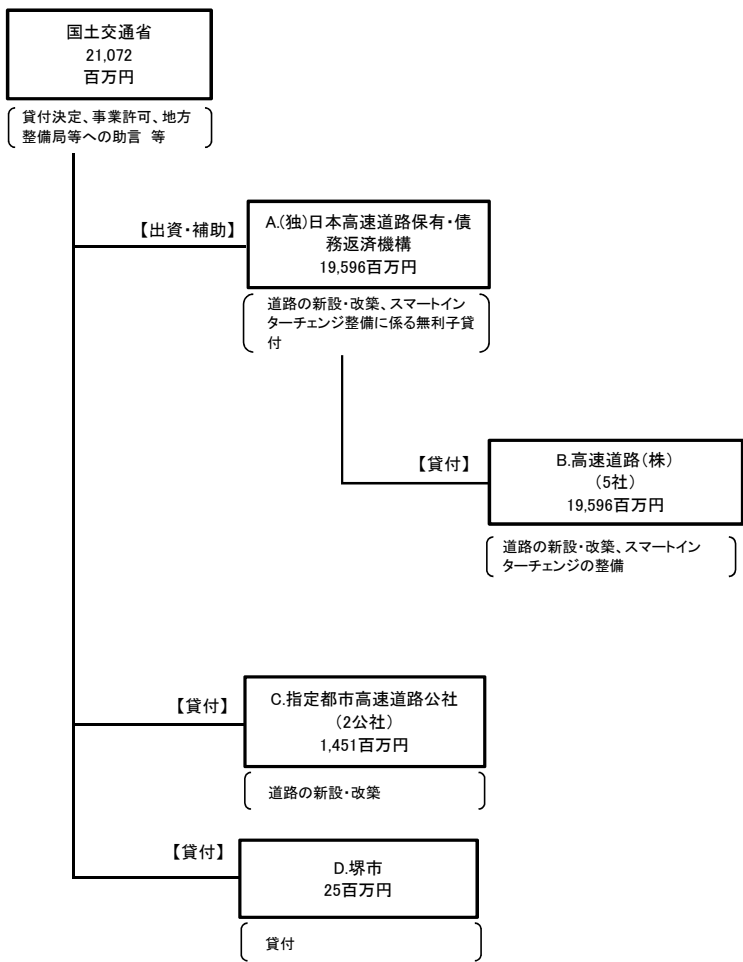 国土交通省
21,072
百万円
貸付決定、事業許可、地方
整備局等への助言 等
【出資・補助】
A.(独)日本高速道路保有・債
務返済機構
19,596百万円
道路の新設・改築、スマートイン
ターチェンジ整備に係る無利子貸
付
【貸付】
B.高速道路(株)
(5社)
19,596百万円
道路の新設・改築、スマートイン
ターチェンジの整備
【貸付】
C.指定都市高速道路公社
(2公社)
1,451百万円
道路の新設・改築
【貸付】
D.堺市
25百万円
貸付